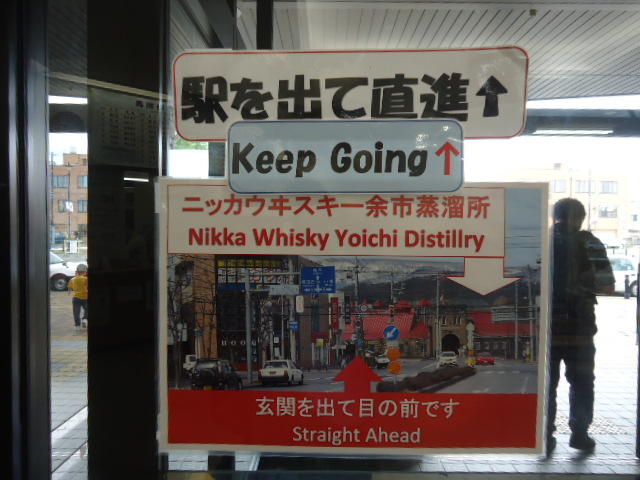 駅を出て直進↑
Keep Going↑
ニッカウヰスキー余市蒸溜所
Nikka Whisky Yoichi Distillry
玄関を出て目の前です
Straight Ahead